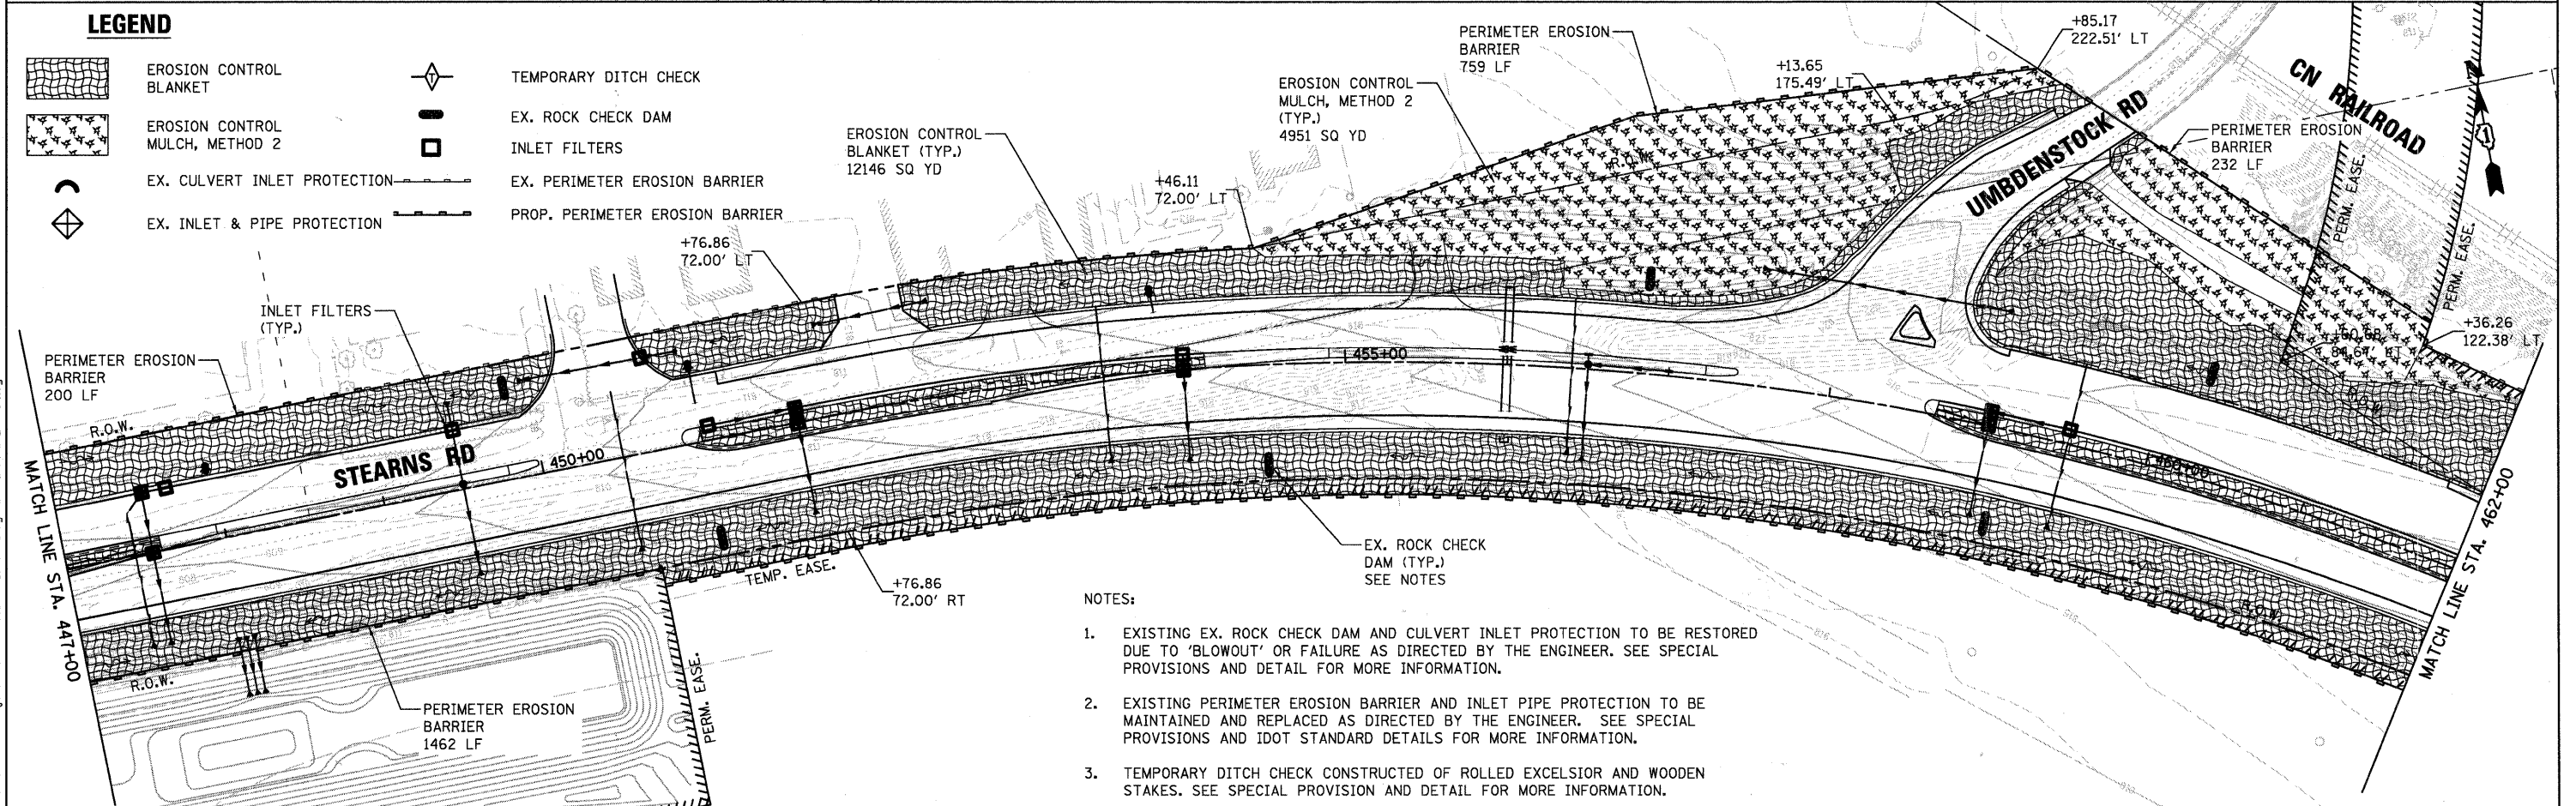 LEGEND
EROSION CONTROL
BLANKET
EROSION CONTROL
MULCH, METHOD 2
EX. CULVERT INLET PROTECTION
EX. INLET & PIPE PROTECTION
TEMPORARY DITCH CHECK
EX. ROCK CHECK DAM
INLET FILTERS
EX. PERIMETER EROSION BARRIER
PROP. PERIMETER EROSION BARRIER
PERIMETER EROSION
BARRIER
759 LF
EROSION CONTROL
MULCH, METHOD 2
(TYP.)
4951 SQ YD
EROSION CONTROL
BLANKET (TYP.)
12146 SQ YD
+46.11
72.00' LT
+13.65
175.49' LT
+85.17
222.51' LT
CN RAILROAD
UMBDENSTOCK RD
PERIMETER EROSION
BARRIER
232 LF
PERM. EASE.
PERM. EASE.
R.O.W.
+76.86
72.00' LT
INLET FILTERS
(TYP.)
PERIMETER EROSION
BARRIER
200 LF
R.O.W.
STEARNS RD
450+00
455+00
460+00
+36.26
122.38' LT
R.O.W.
MATCH LINE STA. 447+00
MATCH LINE STA. 462+00
TEMP. EASE.
+76.86
72.00' RT
EX. ROCK CHECK
DAM (TYP.)
SEE NOTES
R.O.W.
R.O.W.
PERM. EASE.
PERIMETER EROSION
BARRIER
1462 LF
NOTES:
1. EXISTING EX. ROCK CHECK DAM AND CULVERT INLET PROTECTION TO BE RESTORED
DUE TO 'BLOWOUT' OR FAILURE AS DIRECTED BY THE ENGINEER. SEE SPECIAL
PROVISIONS AND DETAIL FOR MORE INFORMATION.
2. EXISTING PERIMETER EROSION BARRIER AND INLET PIPE PROTECTION TO BE
MAINTAINED AND REPLACED AS DIRECTED BY THE ENGINEER. SEE SPECIAL
PROVISIONS AND IDOT STANDARD DETAILS FOR MORE INFORMATION.
3. TEMPORARY DITCH CHECK CONSTRUCTED OF ROLLED EXCELSIOR AND WOODEN
STAKES. SEE SPECIAL PROVISION AND DETAIL FOR MORE INFORMATION.